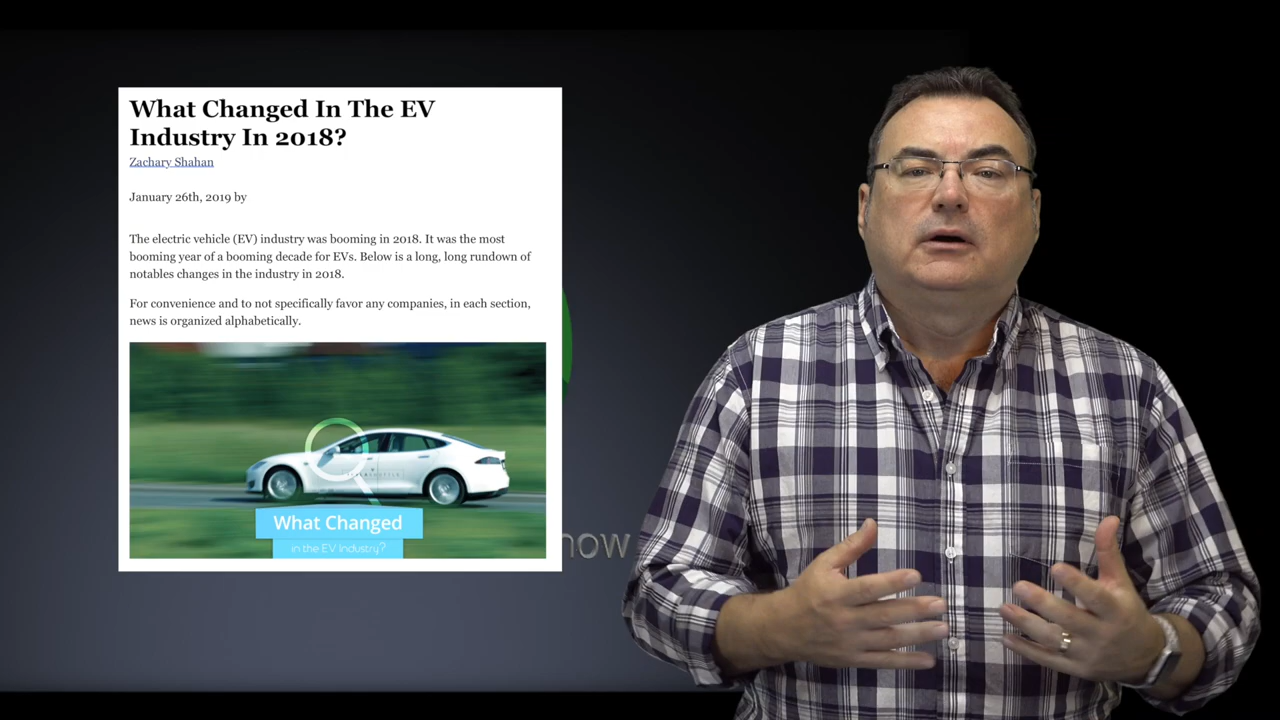 What Changed In The EV
Industry In 2018?
Zachary Shahan
January 26th, 2019 by
The electric vehicle (EV) industry was booming in 2018. It was the most
booming year of a booming decade for EVs. Below is a long, long rundown of
notables changes in the industry in 2018.
For convenience and to not specifically favor any companies, in each section,
news is organized alphabetically.
What Changed
in the EV Industry?